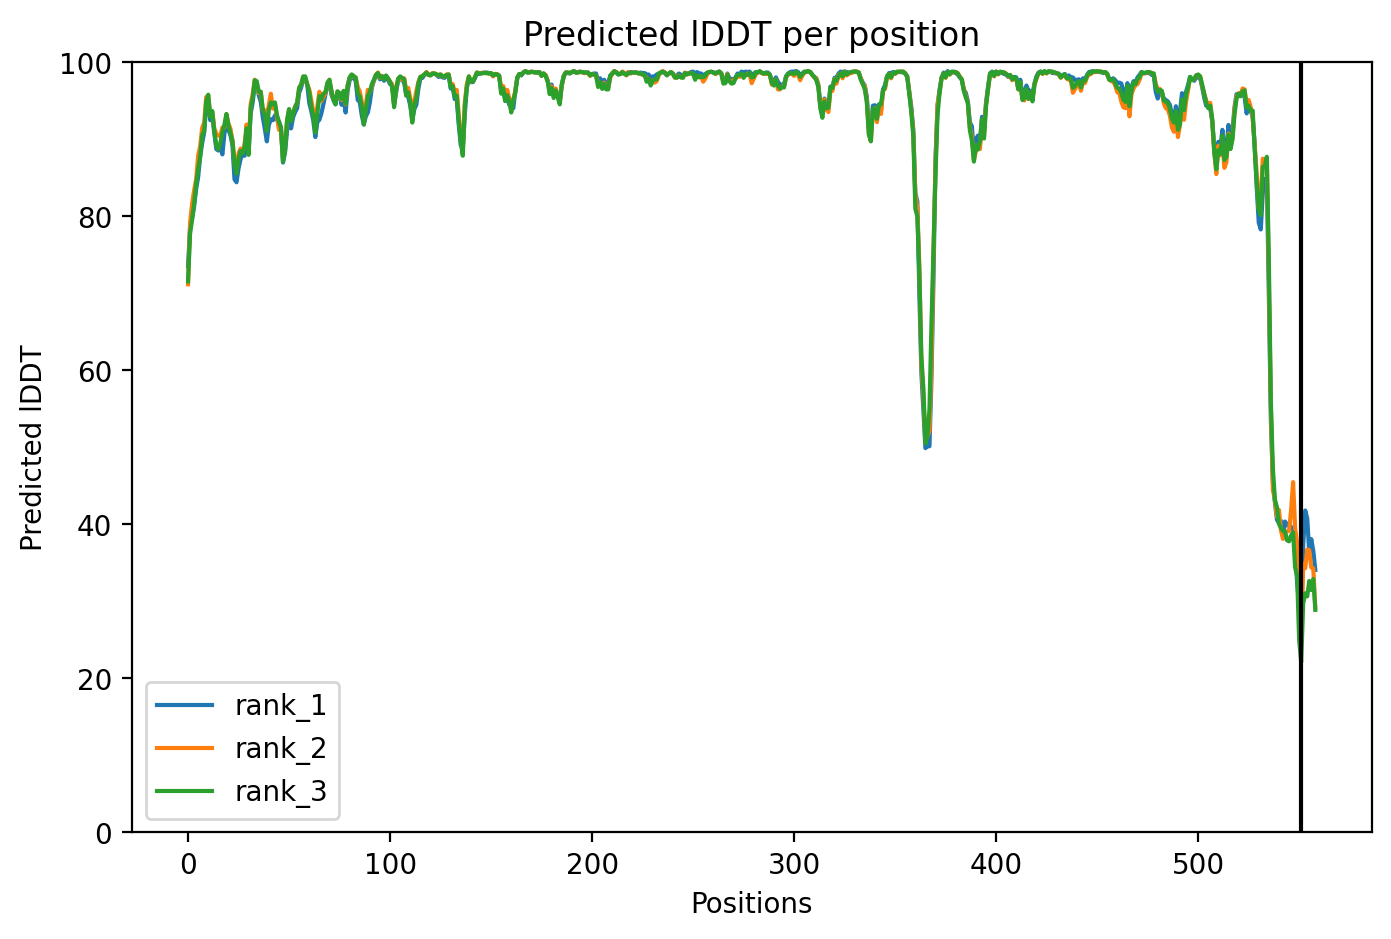 Predicted lDDT per position
100
80
60
40
20
0
Predicted lDDT
rank_1
rank_2
rank_3
0 100 200 300 400 500
Positions